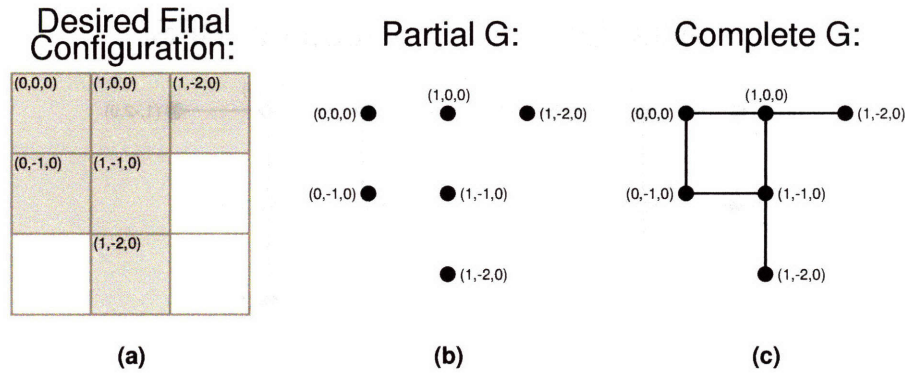 Desired Final
Configuration:
(0,0,0) (1,0,0) (1,-2,0)
(0,-1,0) (1,-1,0)
(1,-2,0)
(a)
Partial G:
(1,0,0)
(0,0,0) (1,-2,0)
(0,-1,0) (1,-1,0)
(1,-2,0)
(b)
Complete G:
(1,0,0)
(0,0,0) (1,-2,0)
(0,-1,0) (1,-1,0)
(1,-2,0)
(c)